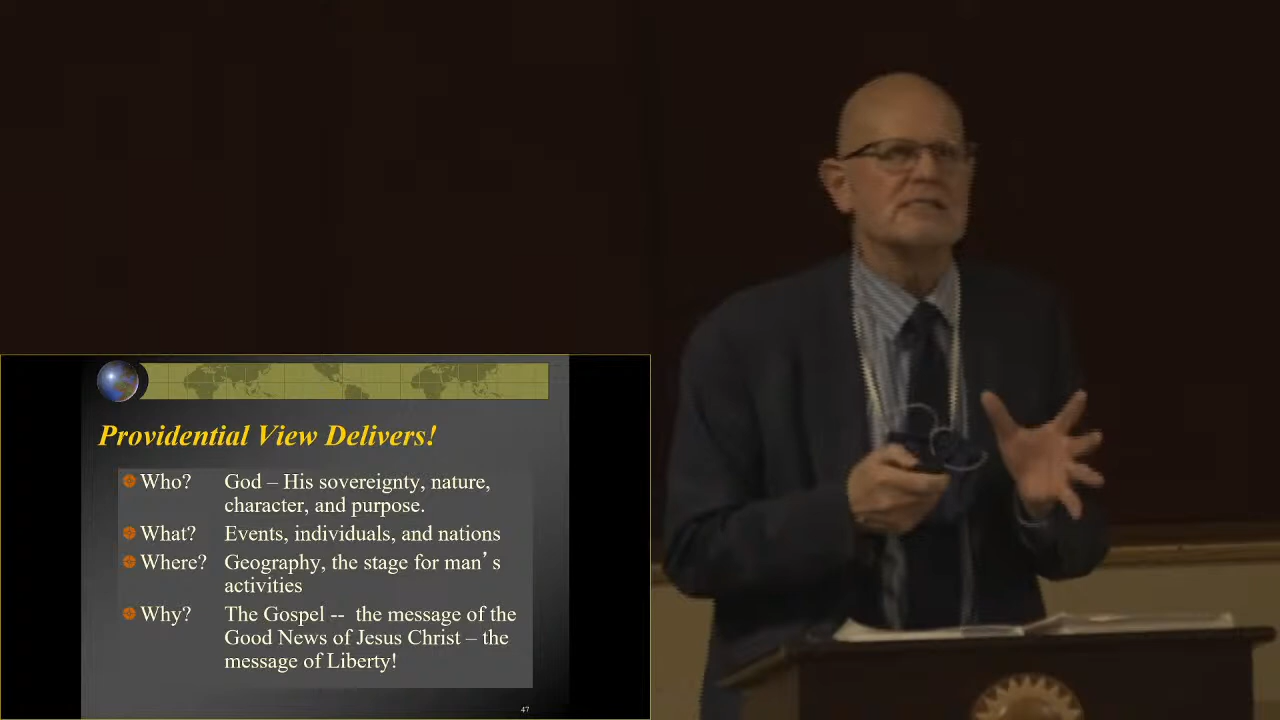 Providential View Delivers!
Who? God – His sovereignty, nature,
character, and purpose.
What? Events, individuals, and nations
Where? Geography, the stage for man’s
activities
Why? The Gospel -- the message of the
Good News of Jesus Christ – the
message of Liberty!
47